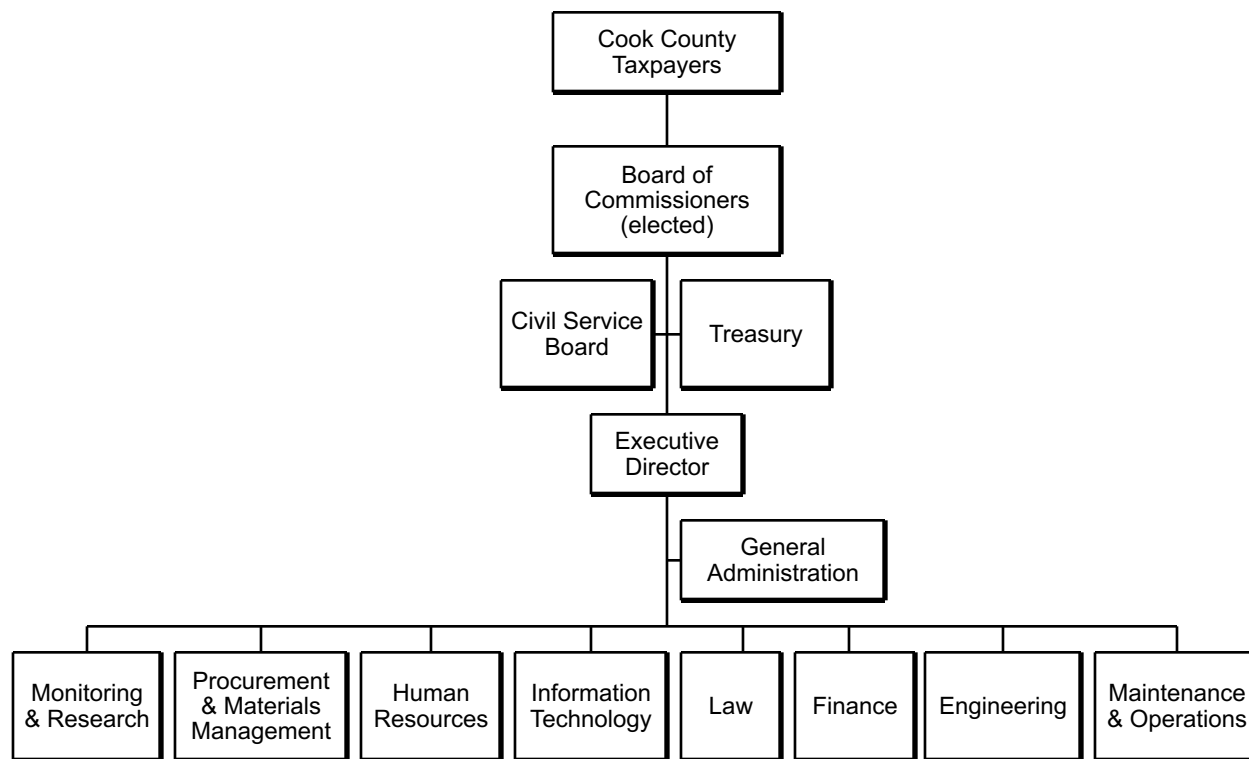 Cook County
Taxpayers
Board of
Commissioners
(elected)
Civil Service
Board
Treasury
Executive
Director
General
Administration
Monitoring
& Research
Procurement
& Materials
Management
Human
Resources
Information
Technology
Law
Finance
Engineering
Maintenance
& Operations